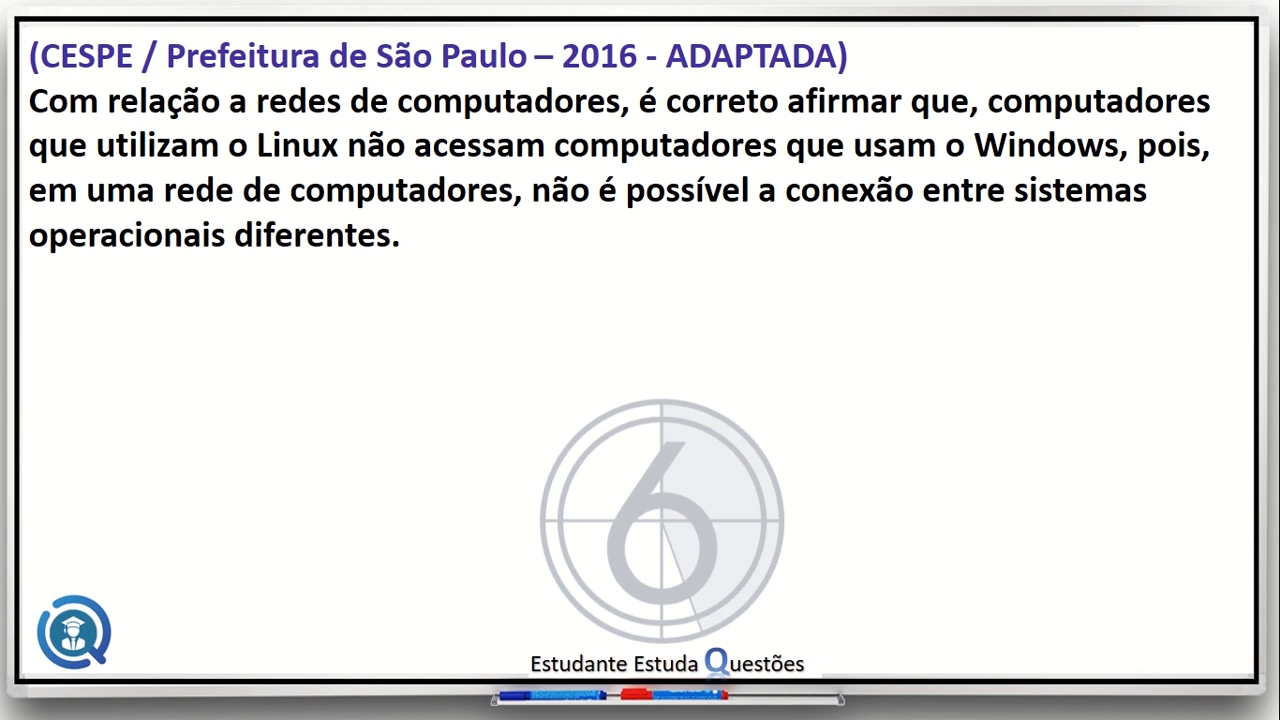 (CESPE / Prefeitura de São Paulo – 2016 - ADAPTADA)
Com relação a redes de computadores, é correto afirmar que, computadores
que utilizam o Linux não acessam computadores que usam o Windows, pois,
em uma rede de computadores, não é possível a conexão entre sistemas
operacionais diferentes.
6
Estudante Estuda Questões